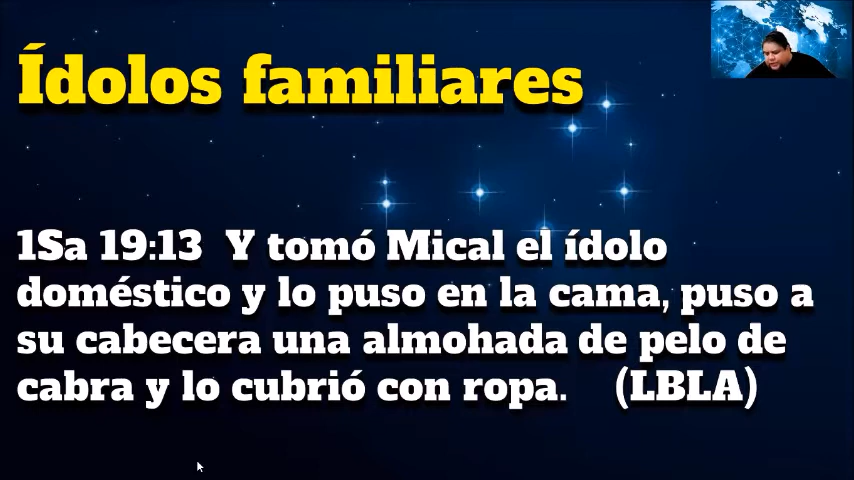 Ídolos familiares
1Sa 19:13 Y tomó Mical el ídolo
doméstico y lo puso en la cama, puso a
su cabecera una almohada de pelo de
cabra y lo cubrió con ropa. (LBLA)